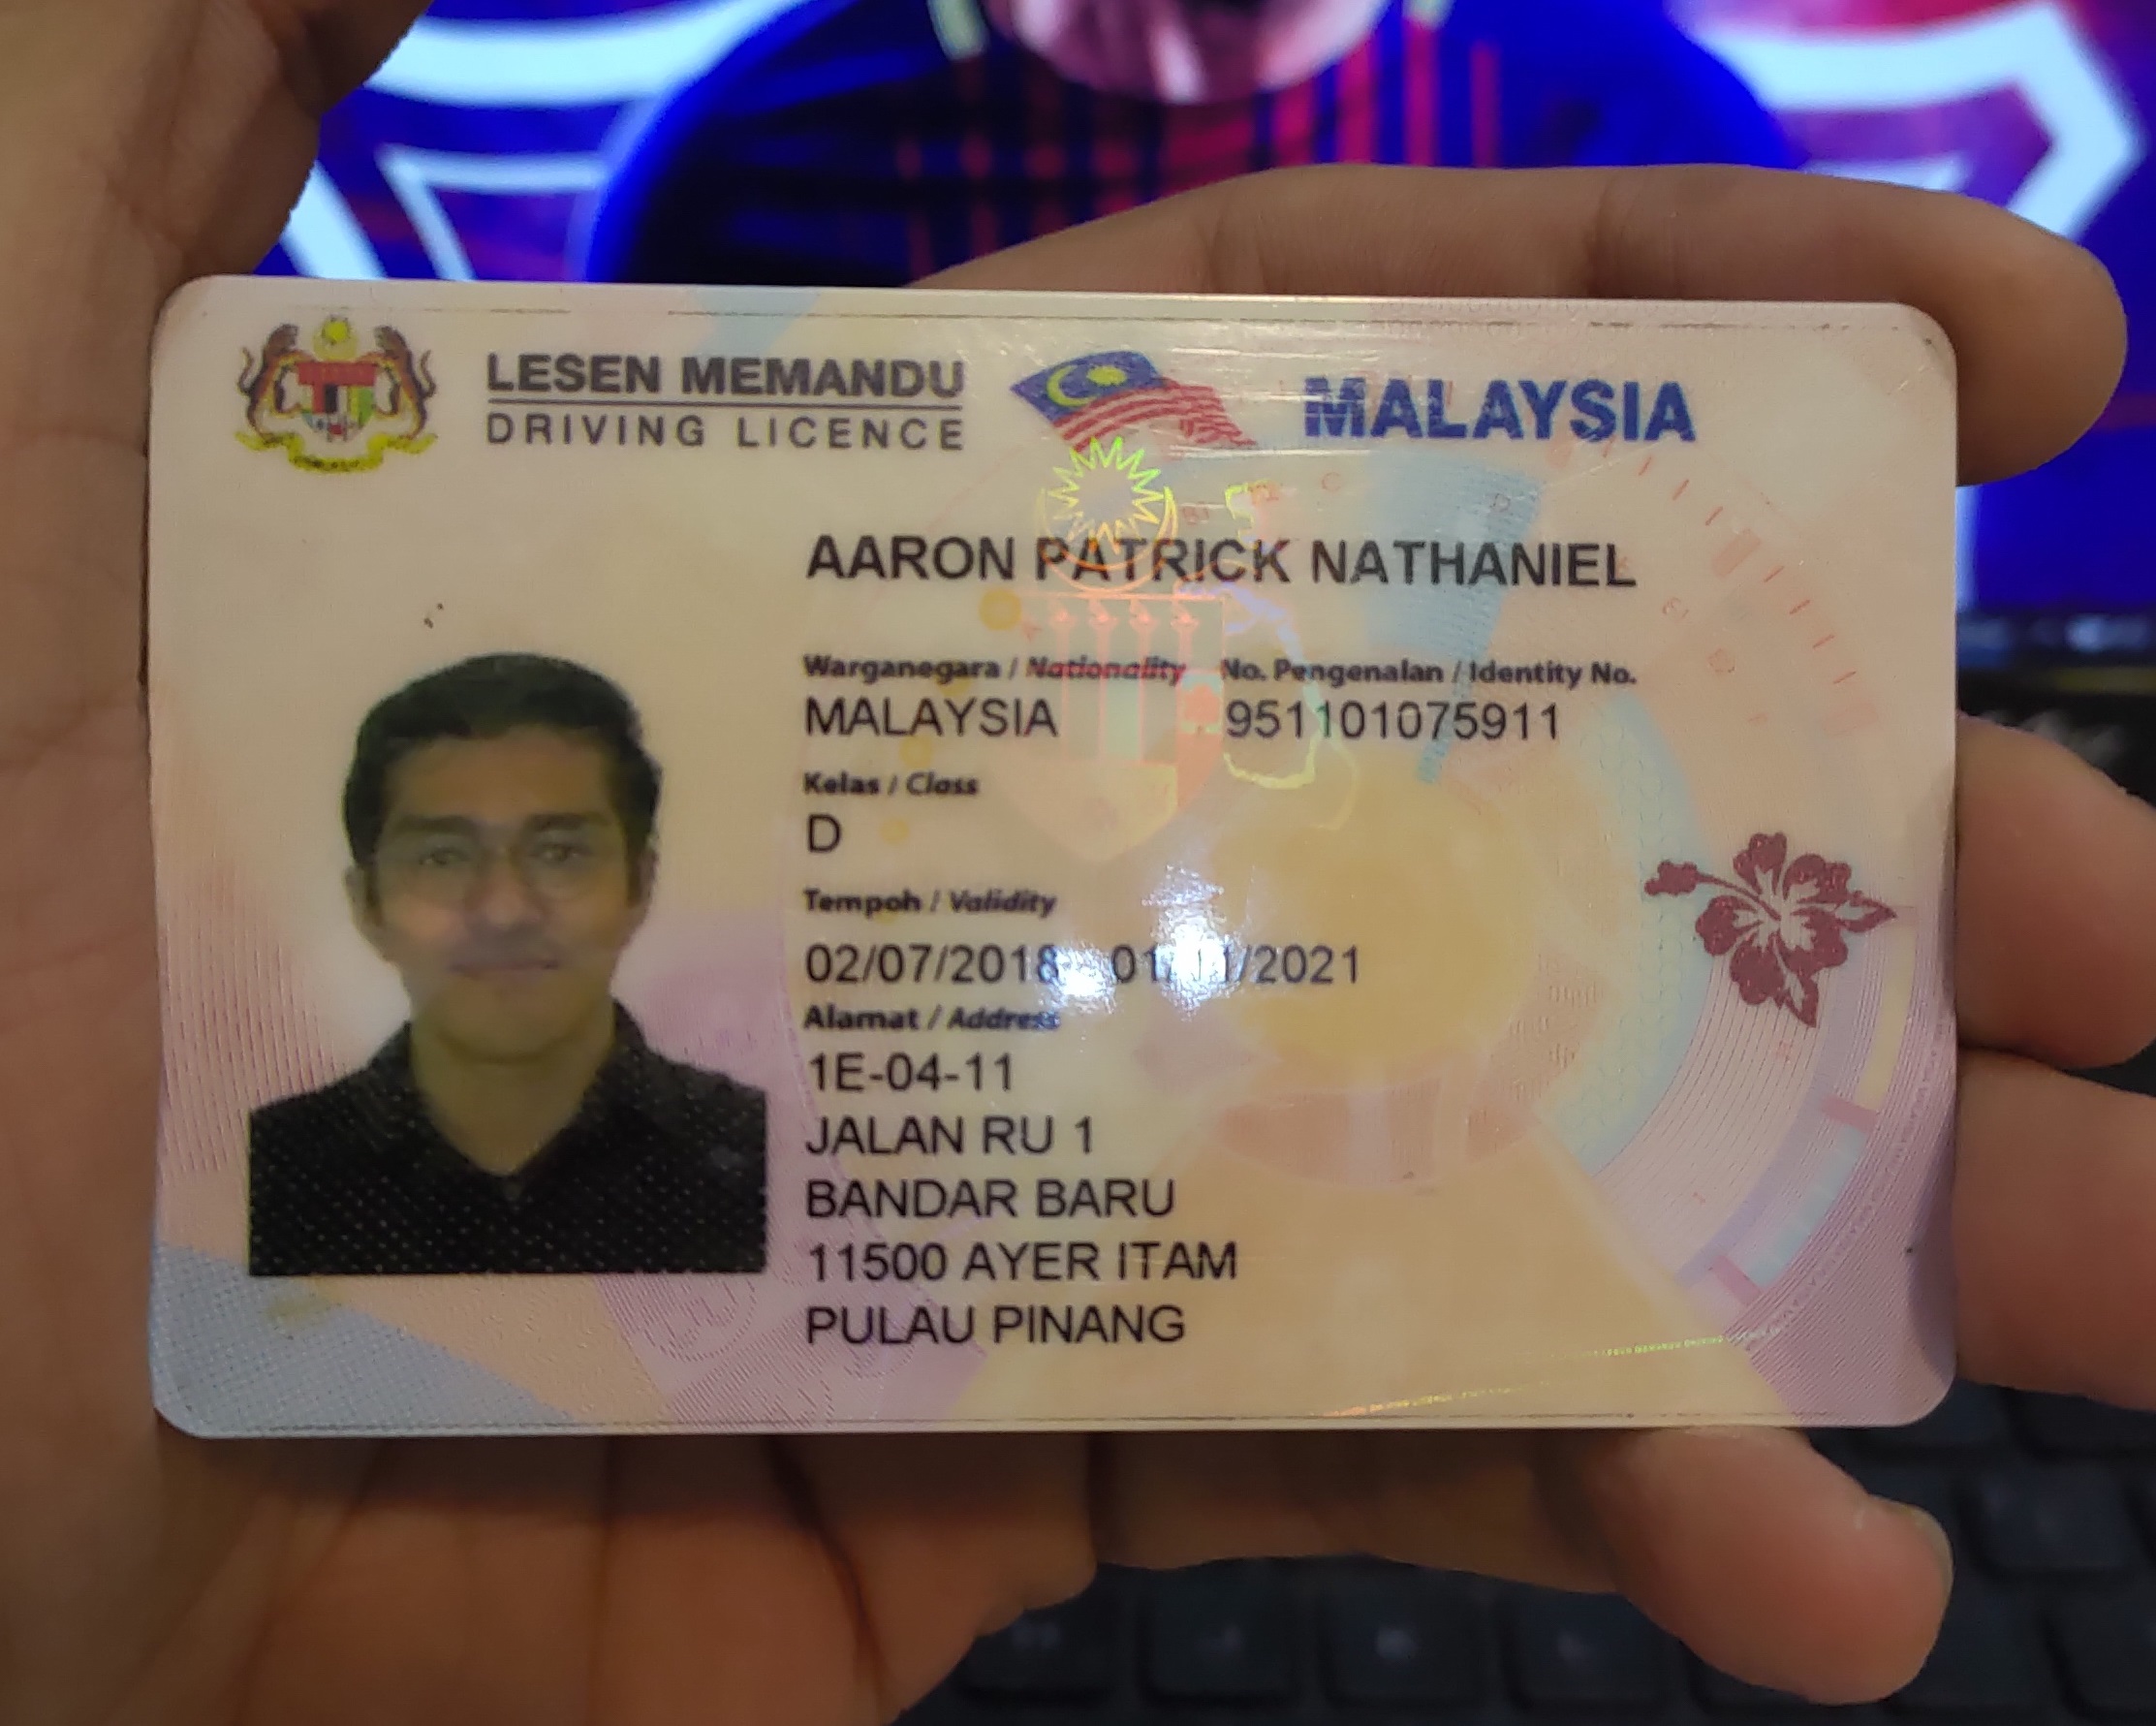 LESEN MEMANDU
DRIVING LICENCE
MALAYSIA
AARON PATRICK NATHANIEL
Warganegara / Nationality No. Pengenalan / Identity No.
MALAYSIA 951101075911
Kelas / Class
D
Tempoh / Validity
02/07/2018 - 01/11/2021
Alamat / Address
1E-04-11
JALAN RU 1
BANDAR BARU
11500 AYER ITAM
PULAU PINANG